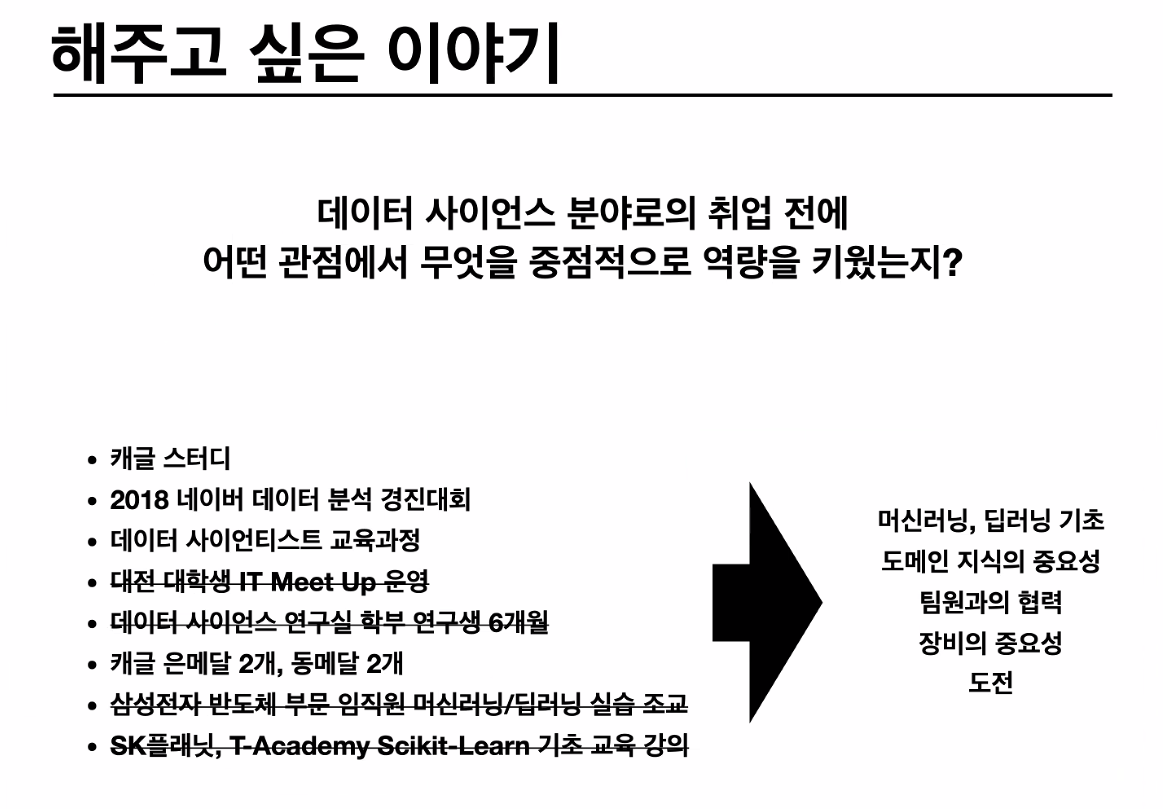 해주고 싶은 이야기
데이터 사이언스 분야로의 취업 전에
어떤 관점에서 무엇을 중점적으로 역량을 키웠는지?
• 캐글 스터디
• 2018 네이버 데이터 분석 경진대회
• 데이터 사이언티스트 교육과정
• 대전 대학생 IT Meet Up 운영
• 데이터 사이언스 연구실 학부 연구생 6개월
• 캐글 은메달 2개, 동메달 2개
• 삼성전자 반도체 부문 임직원 머신러닝/딥러닝 실습 조교
• SK플래닛, T-Academy Scikit-Learn 기초 교육 강의
머신러닝, 딥러닝 기초
도메인 지식의 중요성
팀원과의 협력
장비의 중요성
도전